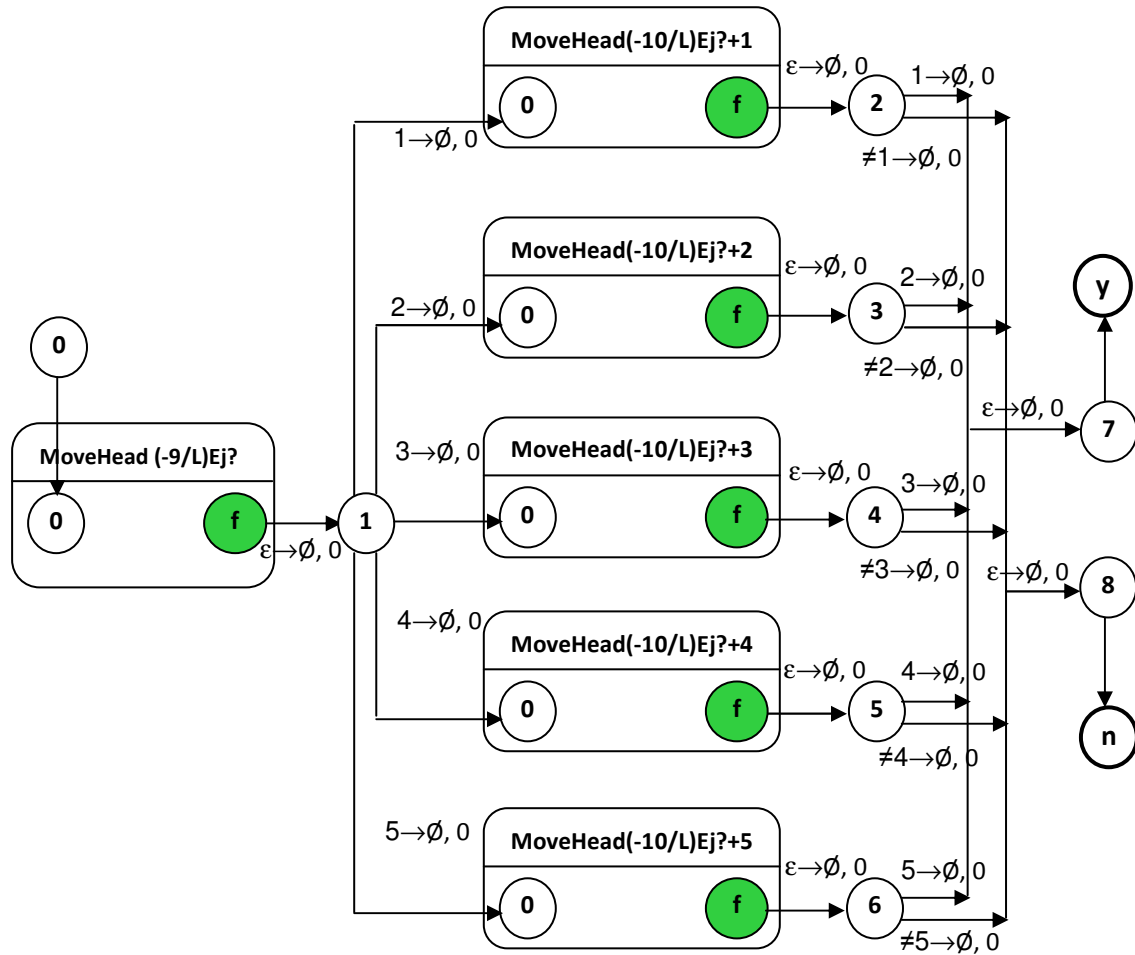 MoveHead(-10/L)Ej?+1
0
f
ε→Ø, 0
2
1→Ø, 0
≠1→Ø, 0
1→Ø, 0
MoveHead(-10/L)Ej?+2
0
f
ε→Ø, 0
3
2→Ø, 0
≠2→Ø, 0
2→Ø, 0
y
0
MoveHead (-9/L)Ej?
0
f
ε→Ø, 0
1
3→Ø, 0
MoveHead(-10/L)Ej?+3
0
f
ε→Ø, 0
4
3→Ø, 0
≠3→Ø, 0
ε→Ø, 0
7
ε→Ø, 0
8
4→Ø, 0
MoveHead(-10/L)Ej?+4
0
f
ε→Ø, 0
5
4→Ø, 0
≠4→Ø, 0
n
5→Ø, 0
MoveHead(-10/L)Ej?+5
0
f
ε→Ø, 0
6
5→Ø, 0
≠5→Ø, 0